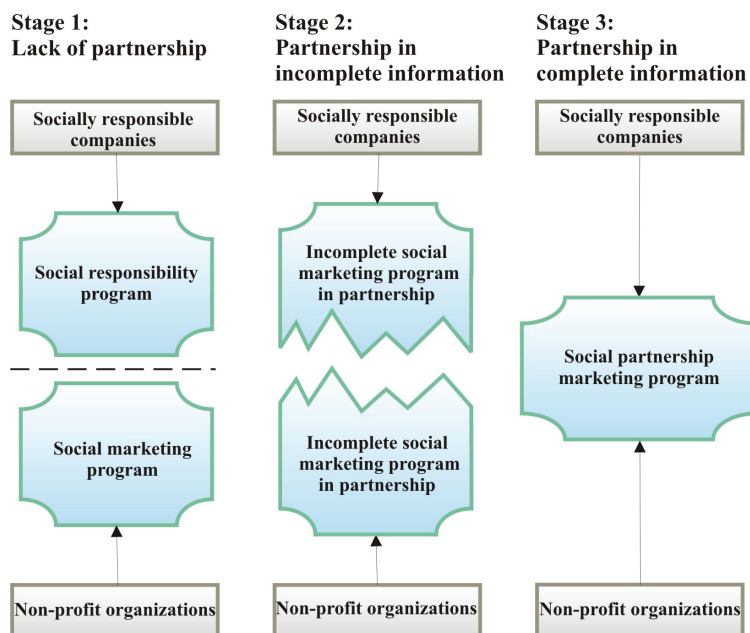 Stage 1:
Lack of partnership
Socially responsible
companies
Social responsibility
program
Social marketing
program
Non-profit organizations
Stage 2:
Partnership in
incomplete information
Socially responsible
companies
Incomplete social
marketing program
in partnership
Incomplete social
marketing program
in partnership
Non-profit organizations
Stage 3:
Partnership in
complete information
Socially responsible
companies
Social partnership
marketing program
Non-profit organizations